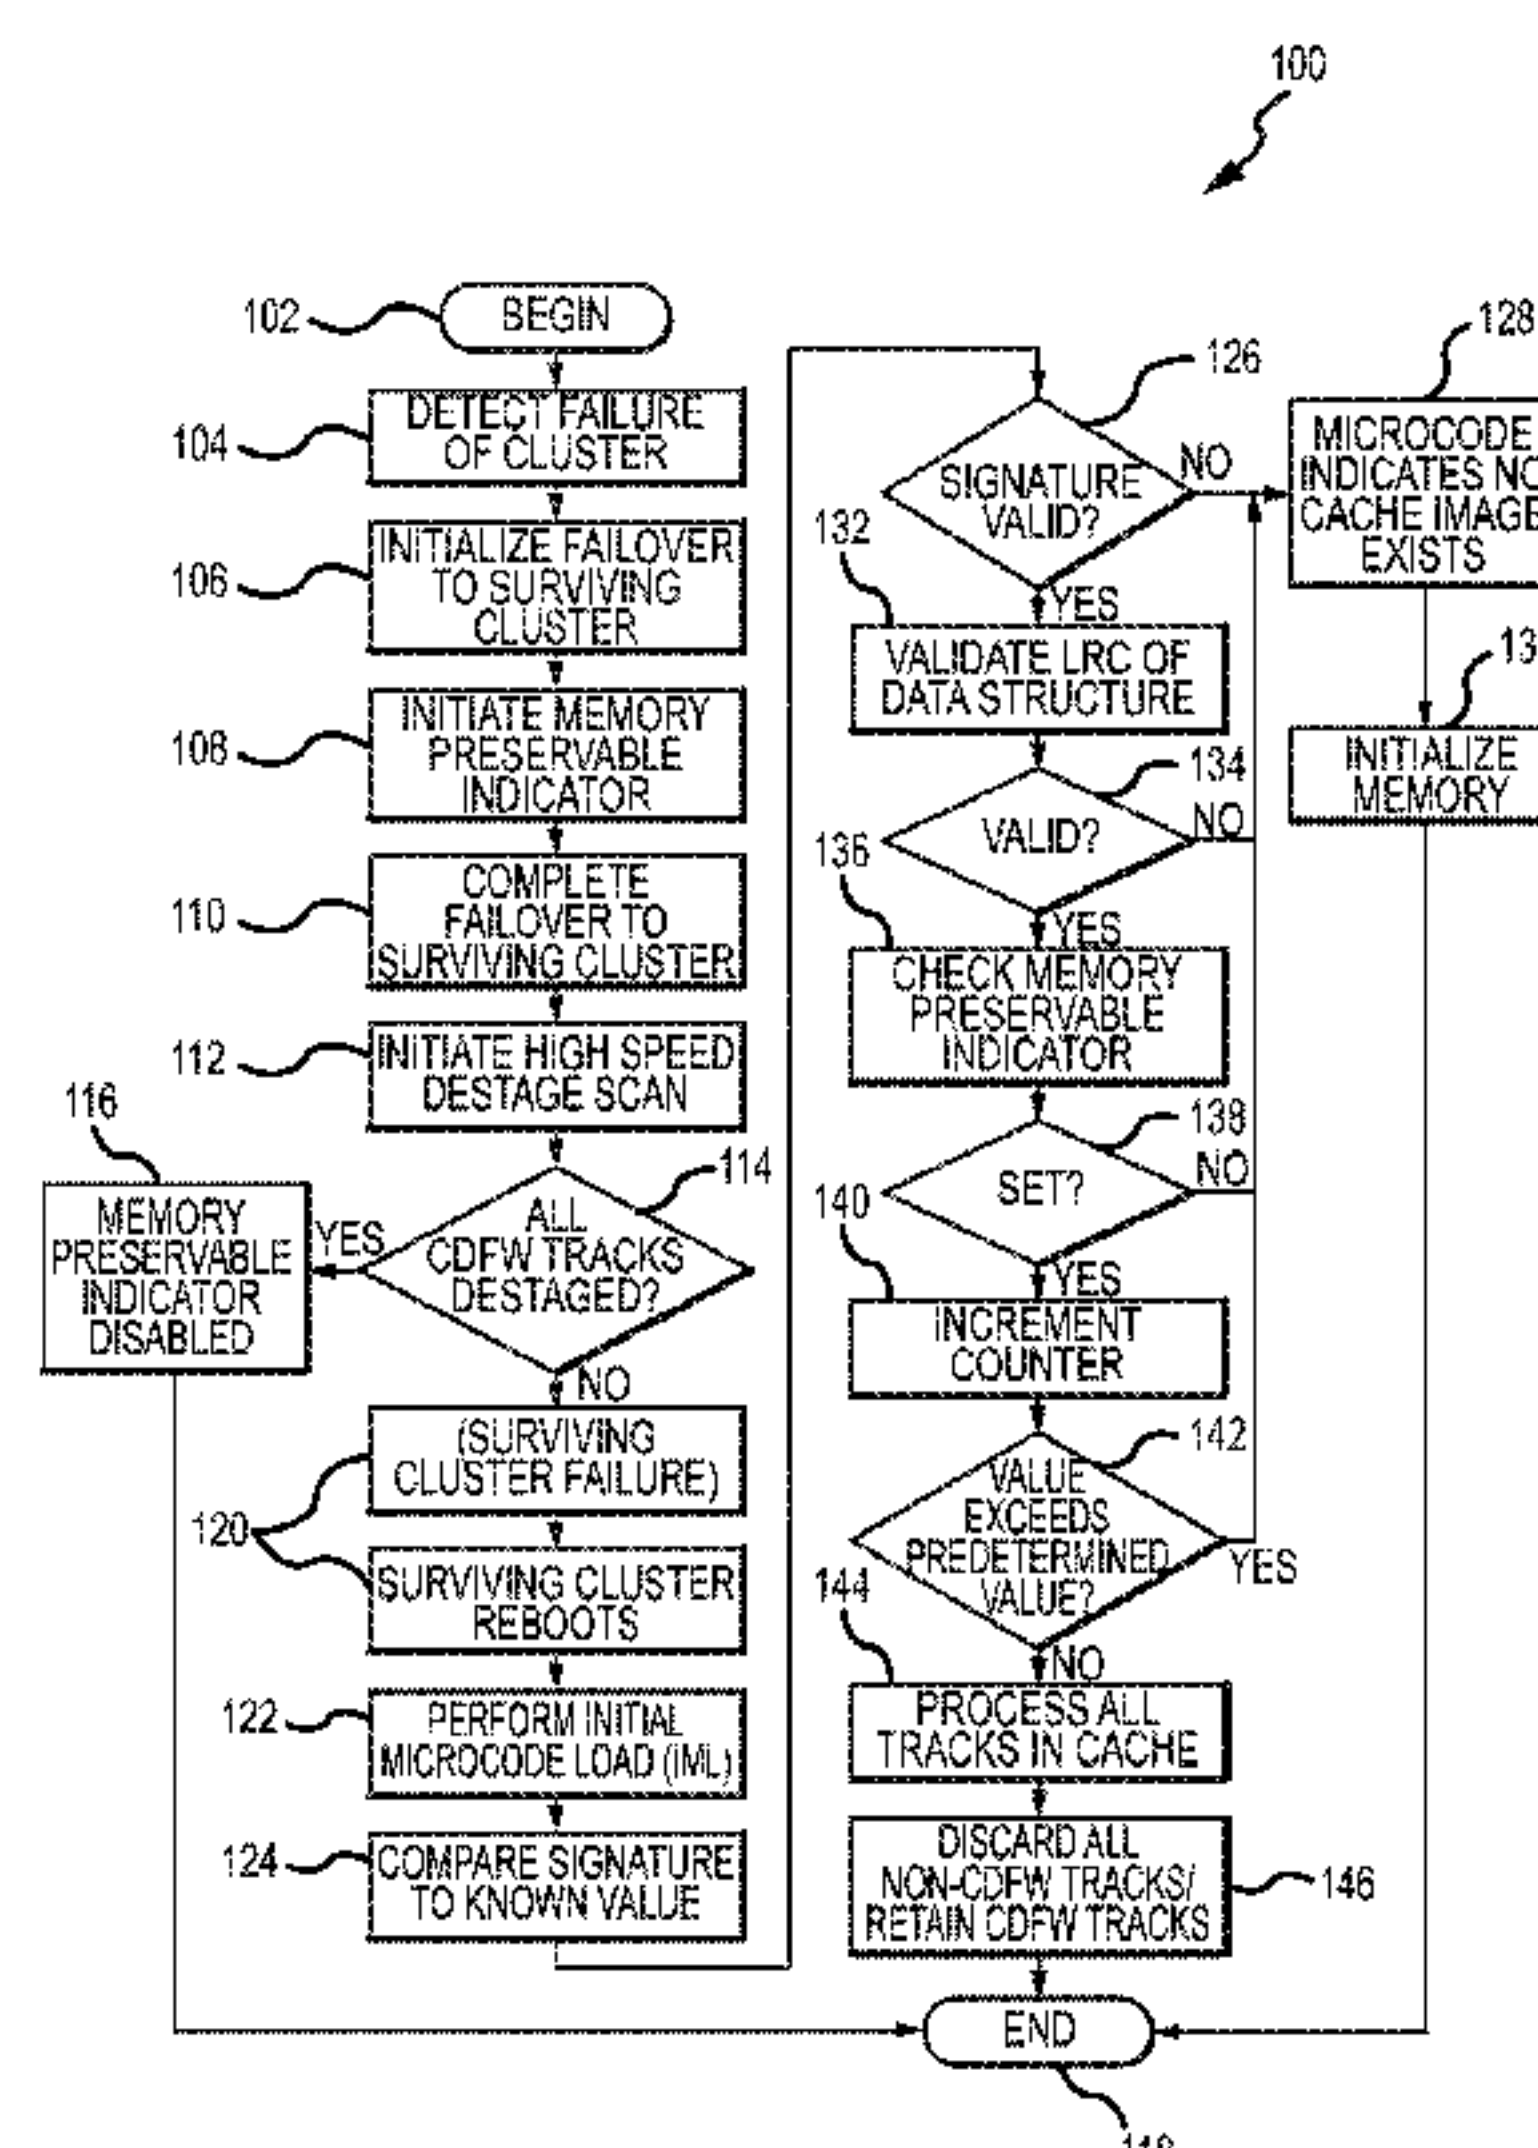 100
102
BEGIN
104
DETECT FAILURE
OF CLUSTER
106
INITIALIZE FAILOVER
TO SURVIVING
CLUSTER
108
INITIATE MEMORY
PRESERVABLE
INDICATOR
110
COMPLETE
FAILOVER TO
SURVIVING CLUSTER
112
INITIATE HIGH SPEED
DESTAGE SCAN
114
ALL
CDFW TRACKS
DESTAGED?
YES
116
MEMORY
PRESERVABLE
INDICATOR
DISABLED
NO
120
(SURVIVING
CLUSTER FAILURE)
SURVIVING CLUSTER
REBOOTS
122
PERFORM INITIAL
MICROCODE LOAD (IML)
124
COMPARE SIGNATURE
TO KNOWN VALUE
126
SIGNATURE
VALID?
NO
128
MICROCODE
INDICATES NO
CACHE IMAGE
EXISTS
INITIALIZE
MEMORY
YES
132
VALIDATE LRC OF
DATA STRUCTURE
134
VALID?
NO
YES
136
CHECK MEMORY
PRESERVABLE
INDICATOR
138
SET?
NO
YES
140
INCREMENT
COUNTER
142
VALUE
EXCEEDS
PREDETERMINED
VALUE?
YES
NO
144
PROCESS ALL
TRACKS IN CACHE
146
DISCARD ALL
NON-CDFW TRACKS/
RETAIN CDFW TRACKS
END